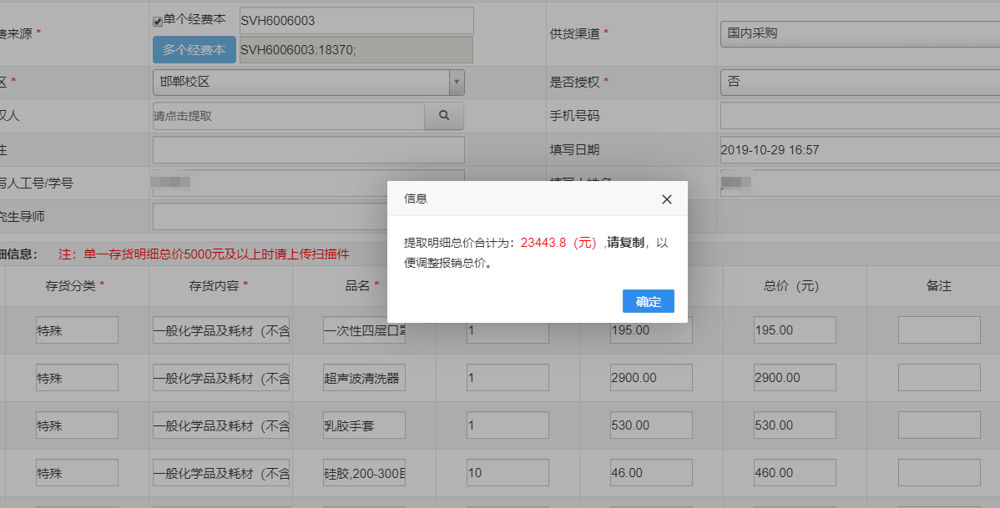 单个经费本 SVH6006003
费来源 * 供货渠道 * 国内采购
多个经费本 SVH6006003:18370;
区 * 邯郸校区 是否授权 * 否
权人 请点击提取 手机号码
注 填写日期 2019-10-29 16:57
写人工号/学号
究生导师
信息
提取明细总价合计为：23443.8（元）,请复制，以
便调整报销总价。
确定
细信息： 注：单一存货明细总价5000元及以上时请上传扫描件
存货分类 * 存货内容 * 品名 * 总价（元） 备注
特殊 一般化学品及耗材（不含 一次性四层口罩 1 195.00 195.00
特殊 一般化学品及耗材（不含 超声波清洗器 1 2900.00 2900.00
特殊 一般化学品及耗材（不含 乳胶手套 1 530.00 530.00
特殊 一般化学品及耗材（不含 硅胶,200-300目 10 46.00 460.00